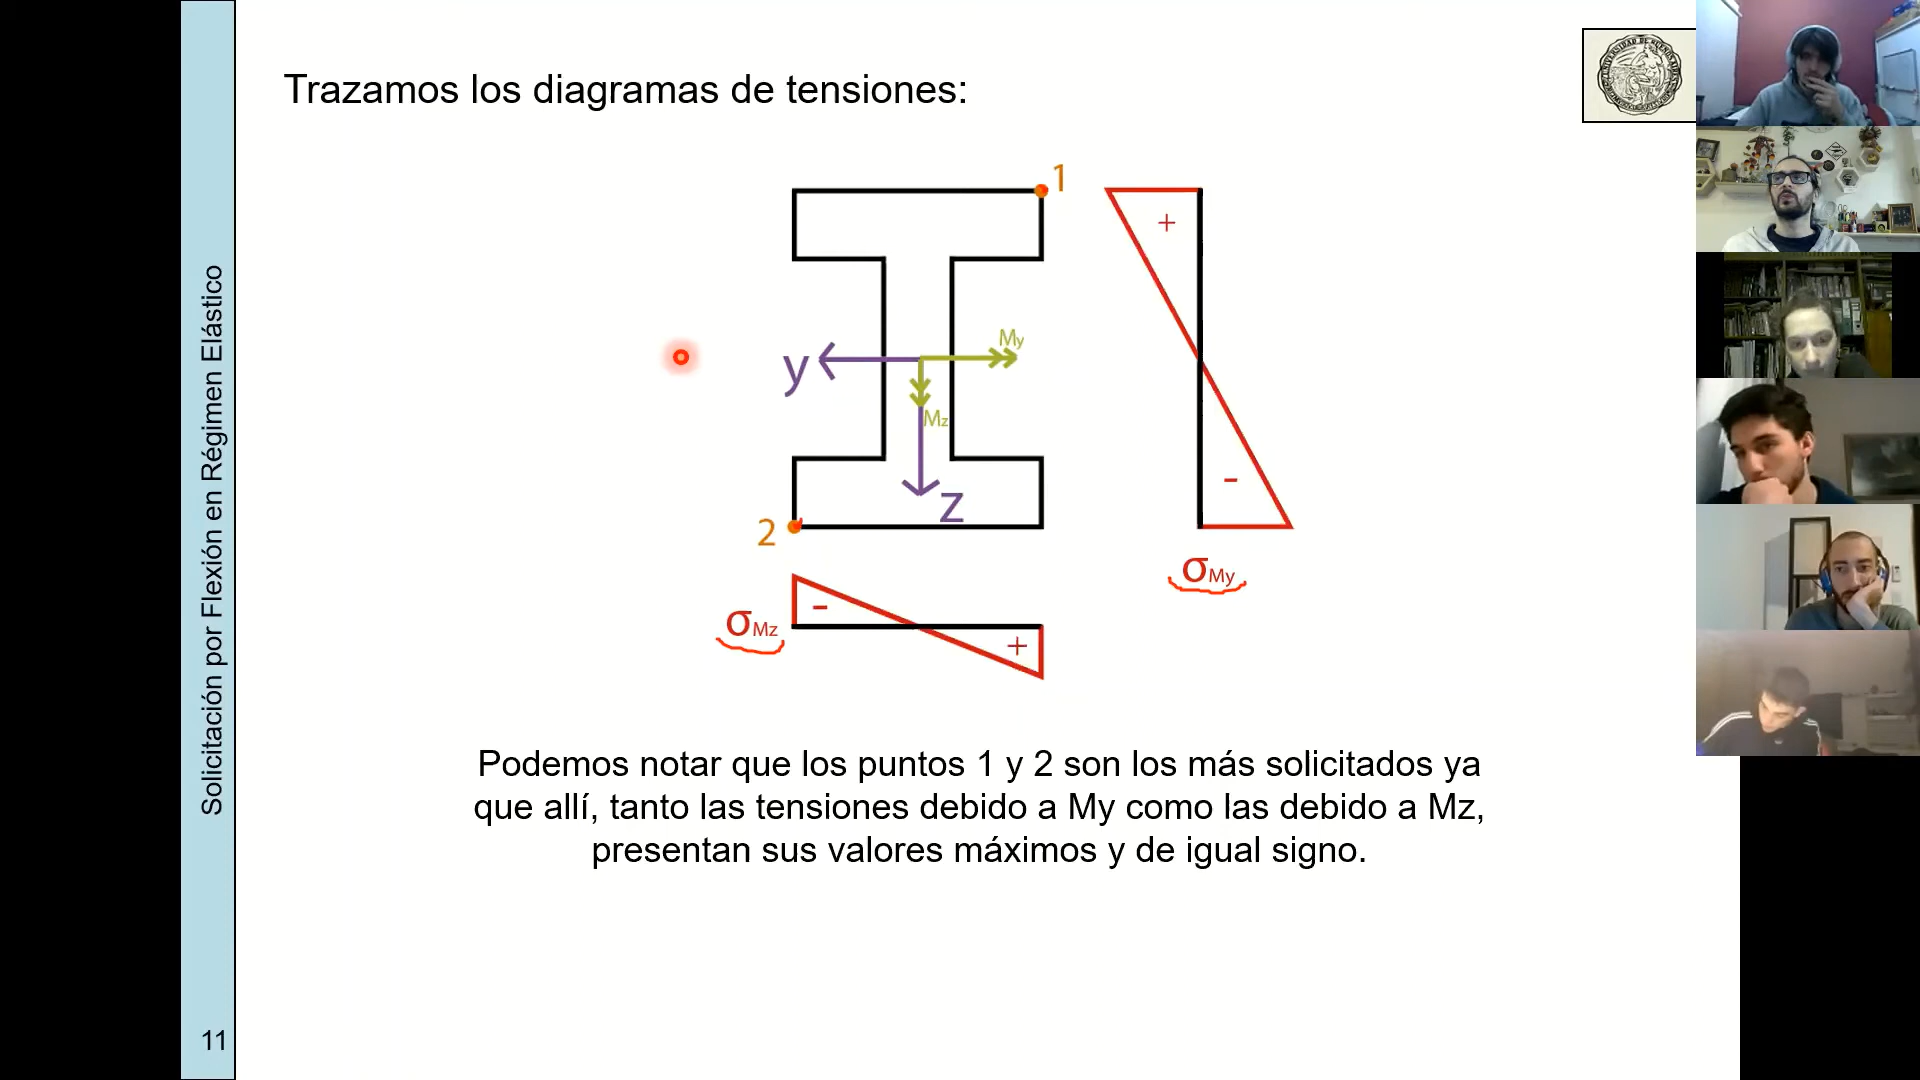 Trazamos los diagramas de tensiones:
Solicitación por Flexión en Régimen Elástico
1
+
My
y
Mz
-
z
2
σMy
-
σMz
+
Podemos notar que los puntos 1 y 2 son los más solicitados ya
que allí, tanto las tensiones debido a My como las debido a Mz,
presentan sus valores máximos y de igual signo.
11